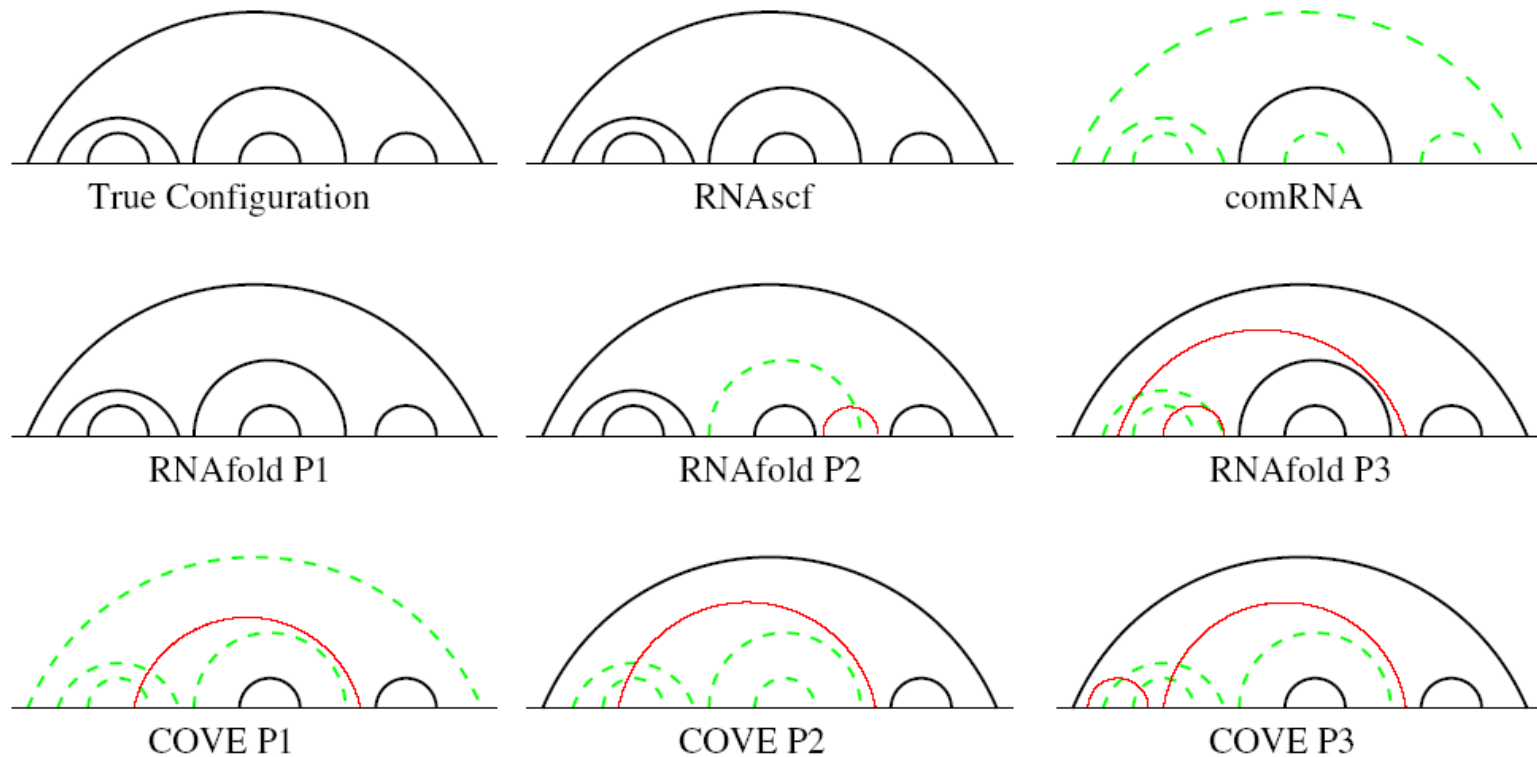 True Configuration
RNAscf
comRNA
RNAfold P1
RNAfold P2
RNAfold P3
COVE P1
COVE P2
COVE P3